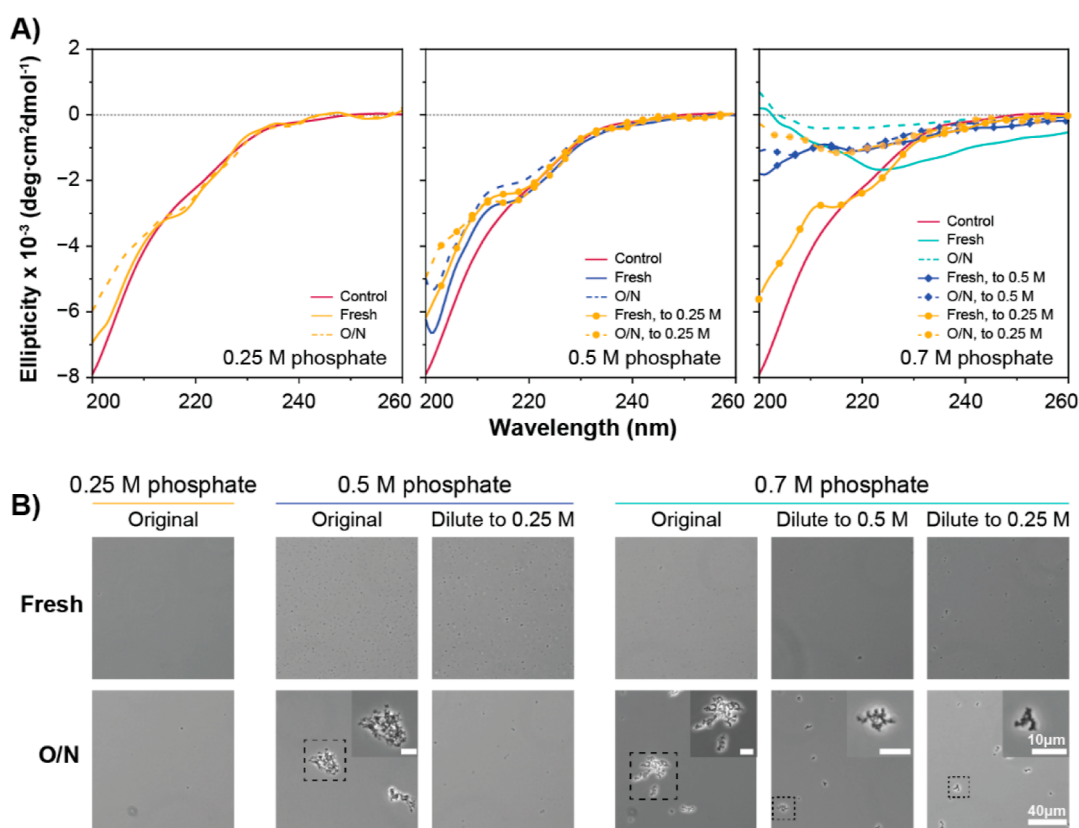 A)
Ellipticity x 10⁻³ (deg·cm²dmol⁻¹)
2
0
−2
−4
−6
−8
Control
Fresh
O/N
0.25 M phosphate
200
220
240
260
Control
Fresh
O/N
Fresh, to 0.25 M
O/N, to 0.25 M
0.5 M phosphate
200
220
240
260
Control
Fresh
O/N
Fresh, to 0.5 M
O/N, to 0.5 M
Fresh, to 0.25 M
O/N, to 0.25 M
0.7 M phosphate
200
220
240
260
Wavelength (nm)
B)
0.25 M phosphate
0.5 M phosphate
0.7 M phosphate
Original
Original
Dilute to 0.25 M
Original
Dilute to 0.5 M
Dilute to 0.25 M
Fresh
O/N
10µm
40µm